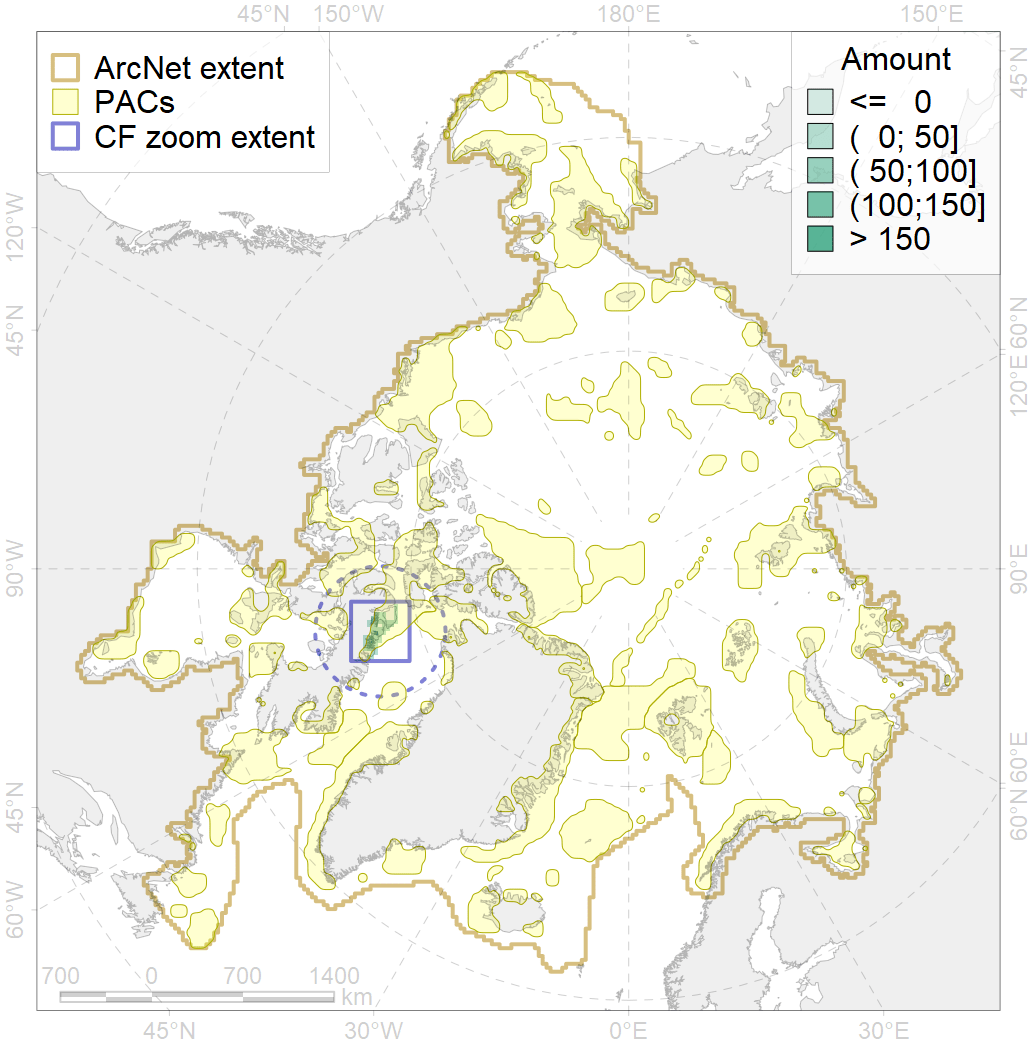 45°N 150°W 180°E 150°E
ArcNet extent
PACs
CF zoom extent
Amount
<= 0
( 0; 50]
( 50;100]
(100;150]
> 150
45°N
120°W
45°N
90°W
45°N
60°W
60°N
120°E
90°E
60°E
60°N
700 0 700 1400
km
45°N 30°W 0°E 30°E